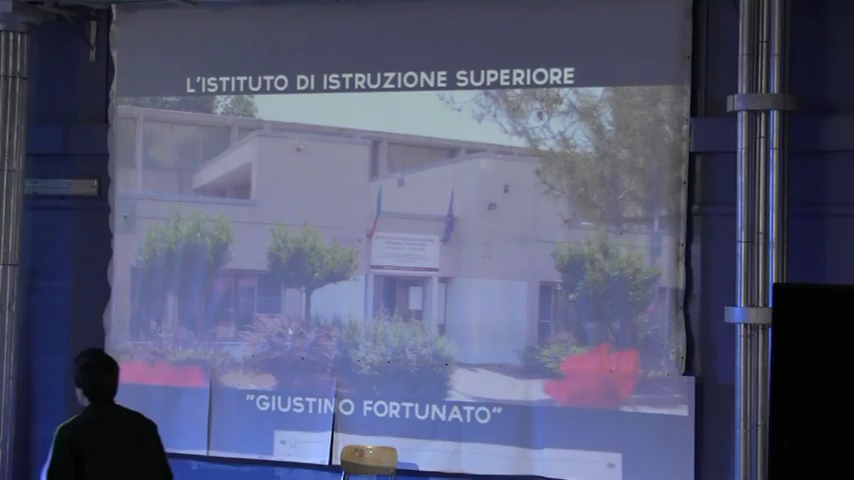 L'ISTITUTO DI ISTRUZIONE SUPERIORE
"GIUSTINO FORTUNATO"